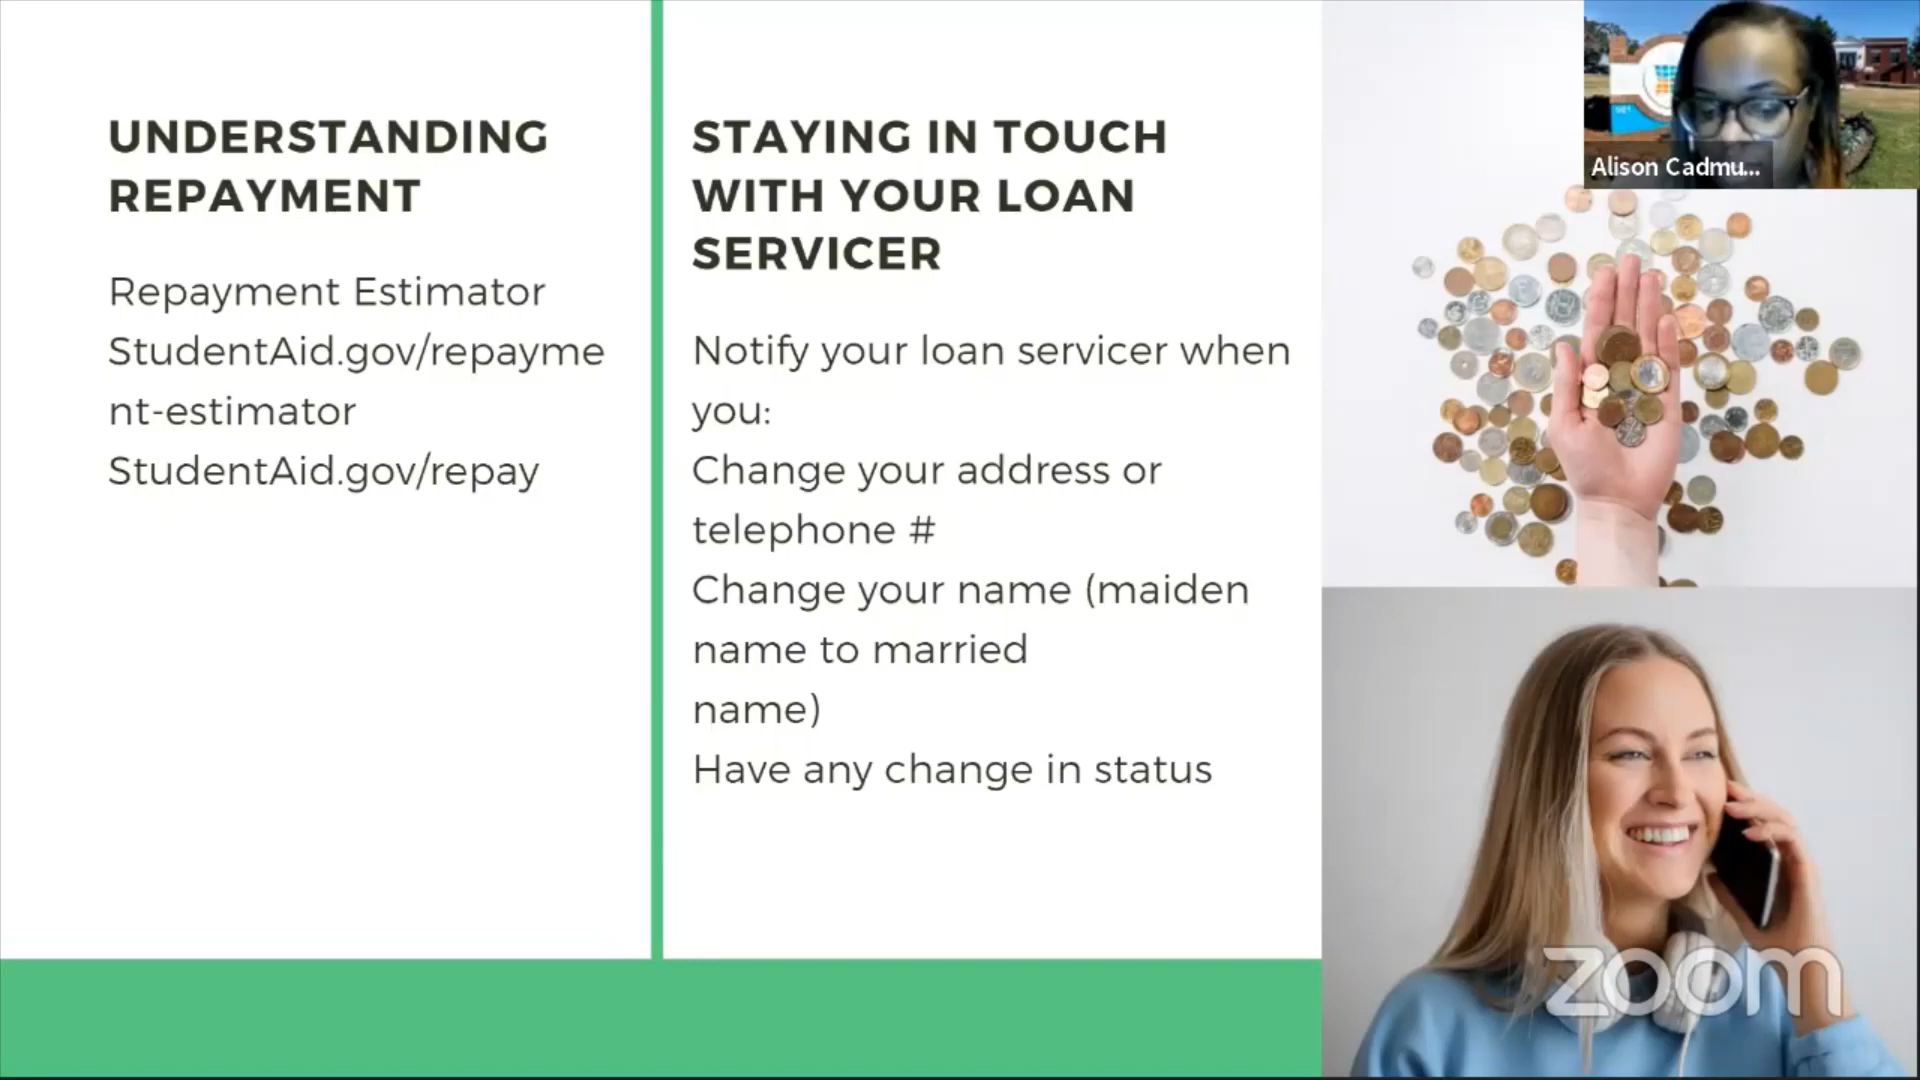 UNDERSTANDING
REPAYMENT
Repayment Estimator
StudentAid.gov/repayme
nt-estimator
StudentAid.gov/repay
STAYING IN TOUCH
WITH YOUR LOAN
SERVICER
Notify your loan servicer when
you:
Change your address or
telephone #
Change your name (maiden
name to married
name)
Have any change in status
Alison Cadmu...
zoom